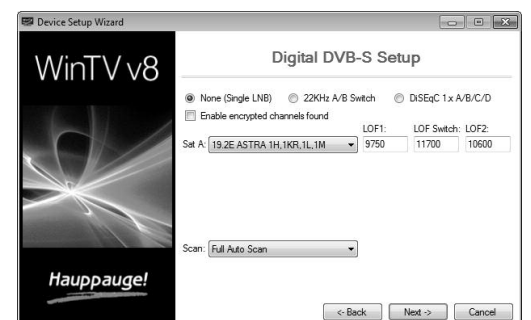 Device Setup Wizard
WinTV v8
Digital DVB-S Setup
None (Single LNB) 22KHz A/B Switch DiSEqC 1.x A/B/C/D
Enable encrypted channels found
LOF1: LOF Switch: LOF2:
Sat A: 19.2E ASTRA 1H,1KR,1L,1M 9750 11700 10600
Scan: Full Auto Scan
Hauppauge!
<- Back Next -> Cancel